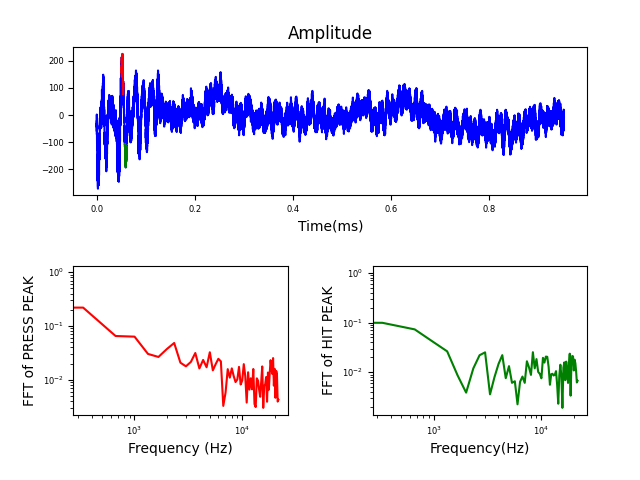 Amplitude
200
100
0
−100
−200
0.0 0.2 0.4 0.6 0.8
Time(ms)
FFT of PRESS PEAK
10⁰
10⁻¹
10⁻²
10³ 10⁴
Frequency (Hz)
FFT of HIT PEAK
10⁰
10⁻¹
10⁻²
10³ 10⁴
Frequency(Hz)